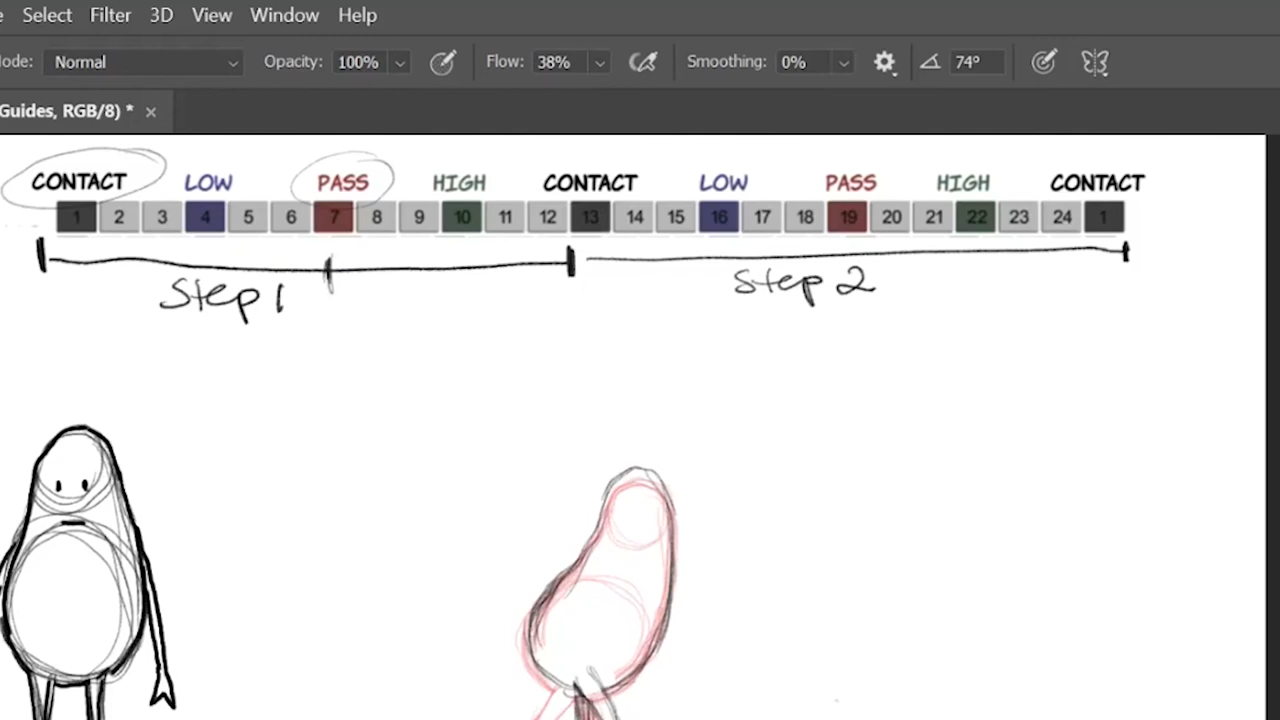 Select Filter 3D View Window Help
ode: Normal Opacity: 100% Flow: 38% Smoothing: 0% 74°
Guides, RGB/8) * ×
CONTACT LOW PASS HIGH CONTACT LOW PASS HIGH CONTACT
1 2 3 4 5 6 7 8 9 10 11 12 13 14 15 16 17 18 19 20 21 22 23 24 1
Step 1 Step 2